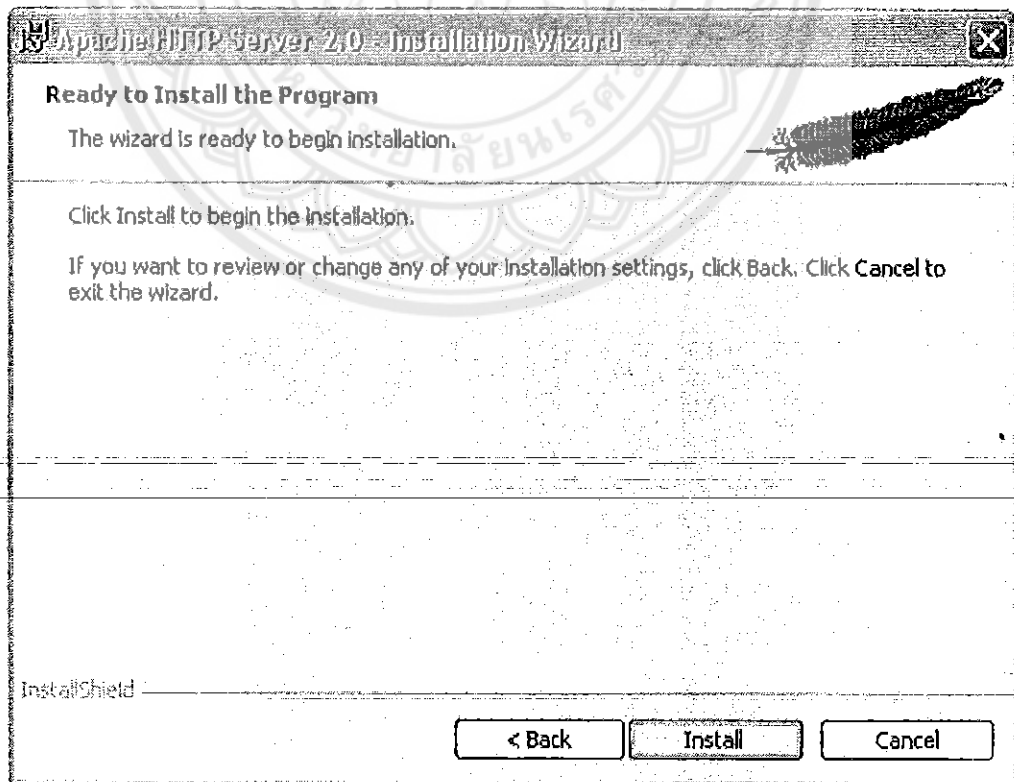 Apache HTTP Server 2.0 - Installation Wizard
Ready to Install the Program
The wizard is ready to begin installation.
Click Install to begin the installation.
If you want to review or change any of your installation settings, click Back. Click Cancel to
exit the wizard.
InstallShield
< Back
Install
Cancel